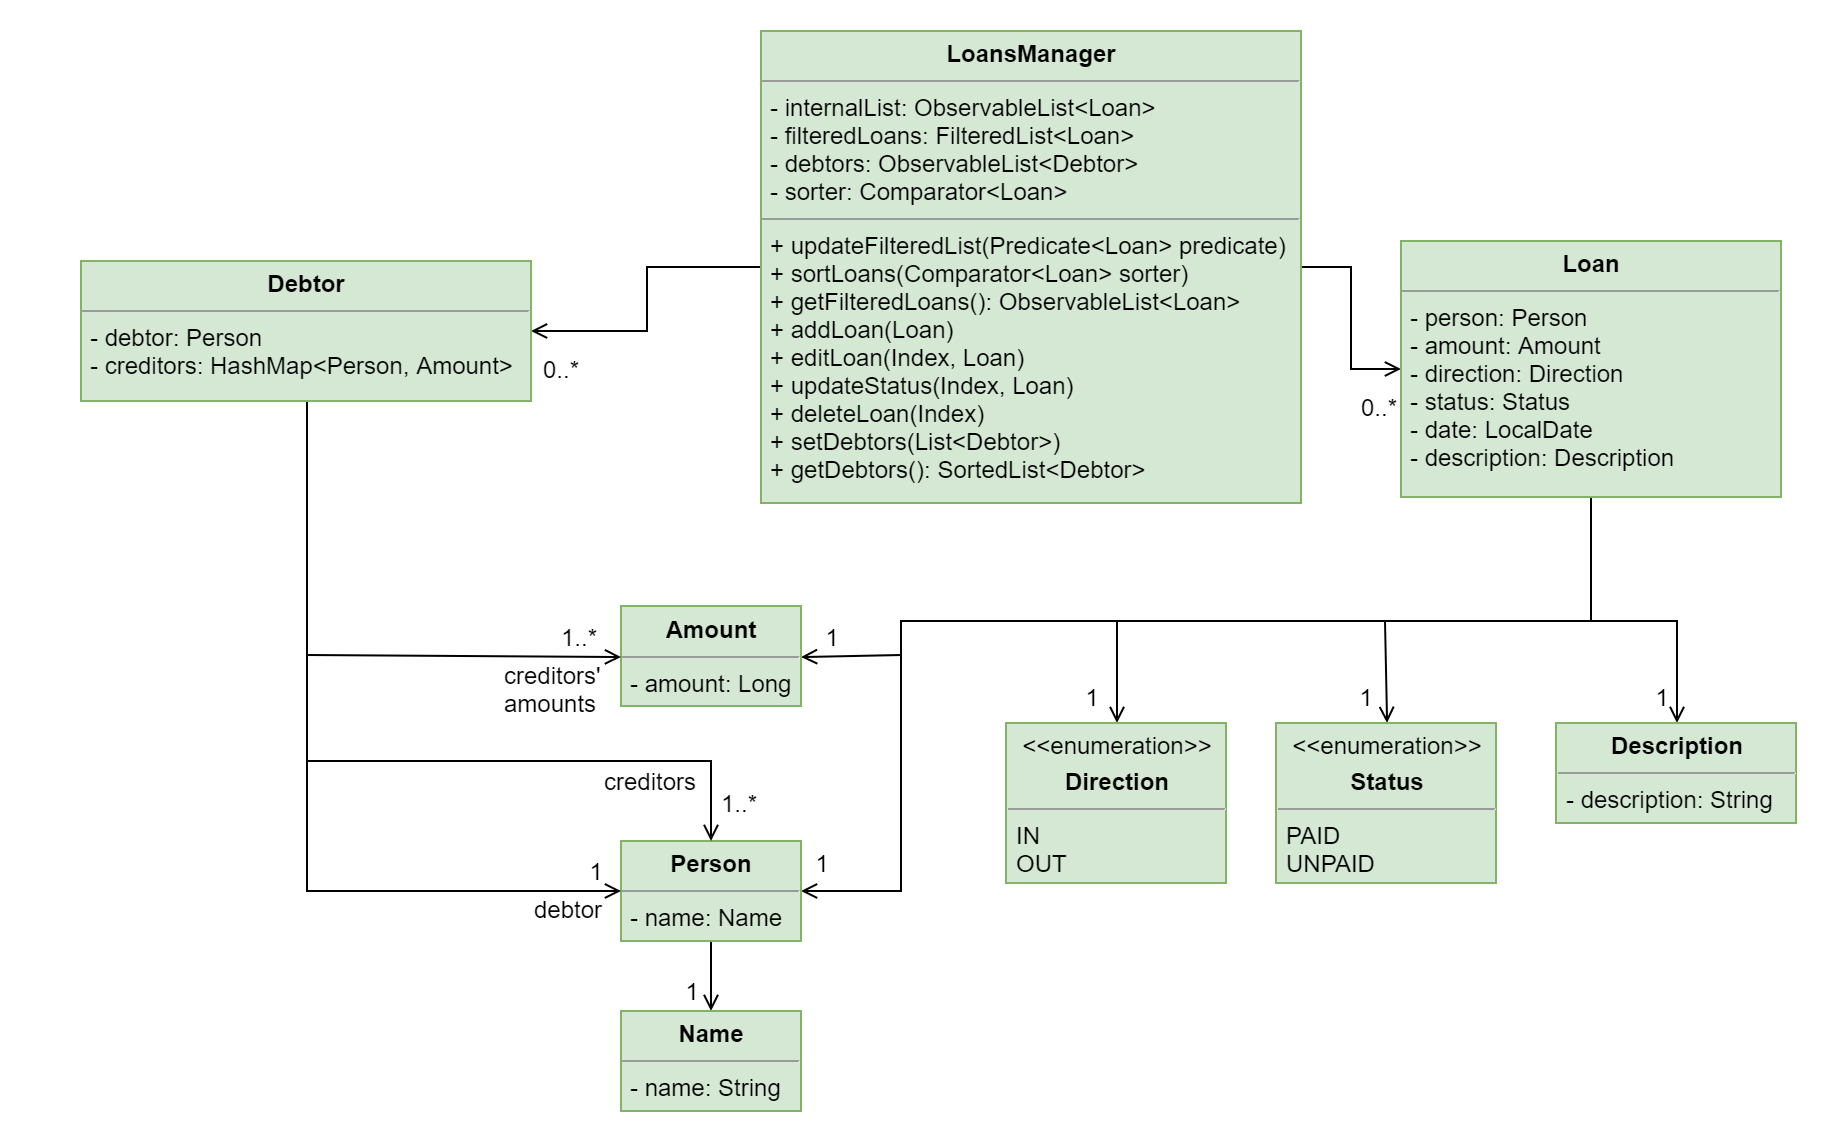 LoansManager
- internalList: ObservableList<Loan>
- filteredLoans: FilteredList<Loan>
- debtors: ObservableList<Debtor>
- sorter: Comparator<Loan>
+ updateFilteredList(Predicate<Loan> predicate)
+ sortLoans(Comparator<Loan> sorter)
+ getFilteredLoans(): ObservableList<Loan>
+ addLoan(Loan)
+ editLoan(Index, Loan)
+ updateStatus(Index, Loan)
+ deleteLoan(Index)
+ setDebtors(List<Debtor>)
+ getDebtors(): SortedList<Debtor>
Debtor
- debtor: Person
- creditors: HashMap<Person, Amount>
0..*
Loan
- person: Person
- amount: Amount
- direction: Direction
- status: Status
- date: LocalDate
- description: Description
0..*
1..*
creditors'
amounts
Amount
- amount: Long
1
creditors
1..*
1
debtor
Person
- name: Name
1
1
Name
- name: String
1
<<enumeration>>
Direction
IN
OUT
1
<<enumeration>>
Status
PAID
UNPAID
1
Description
- description: String